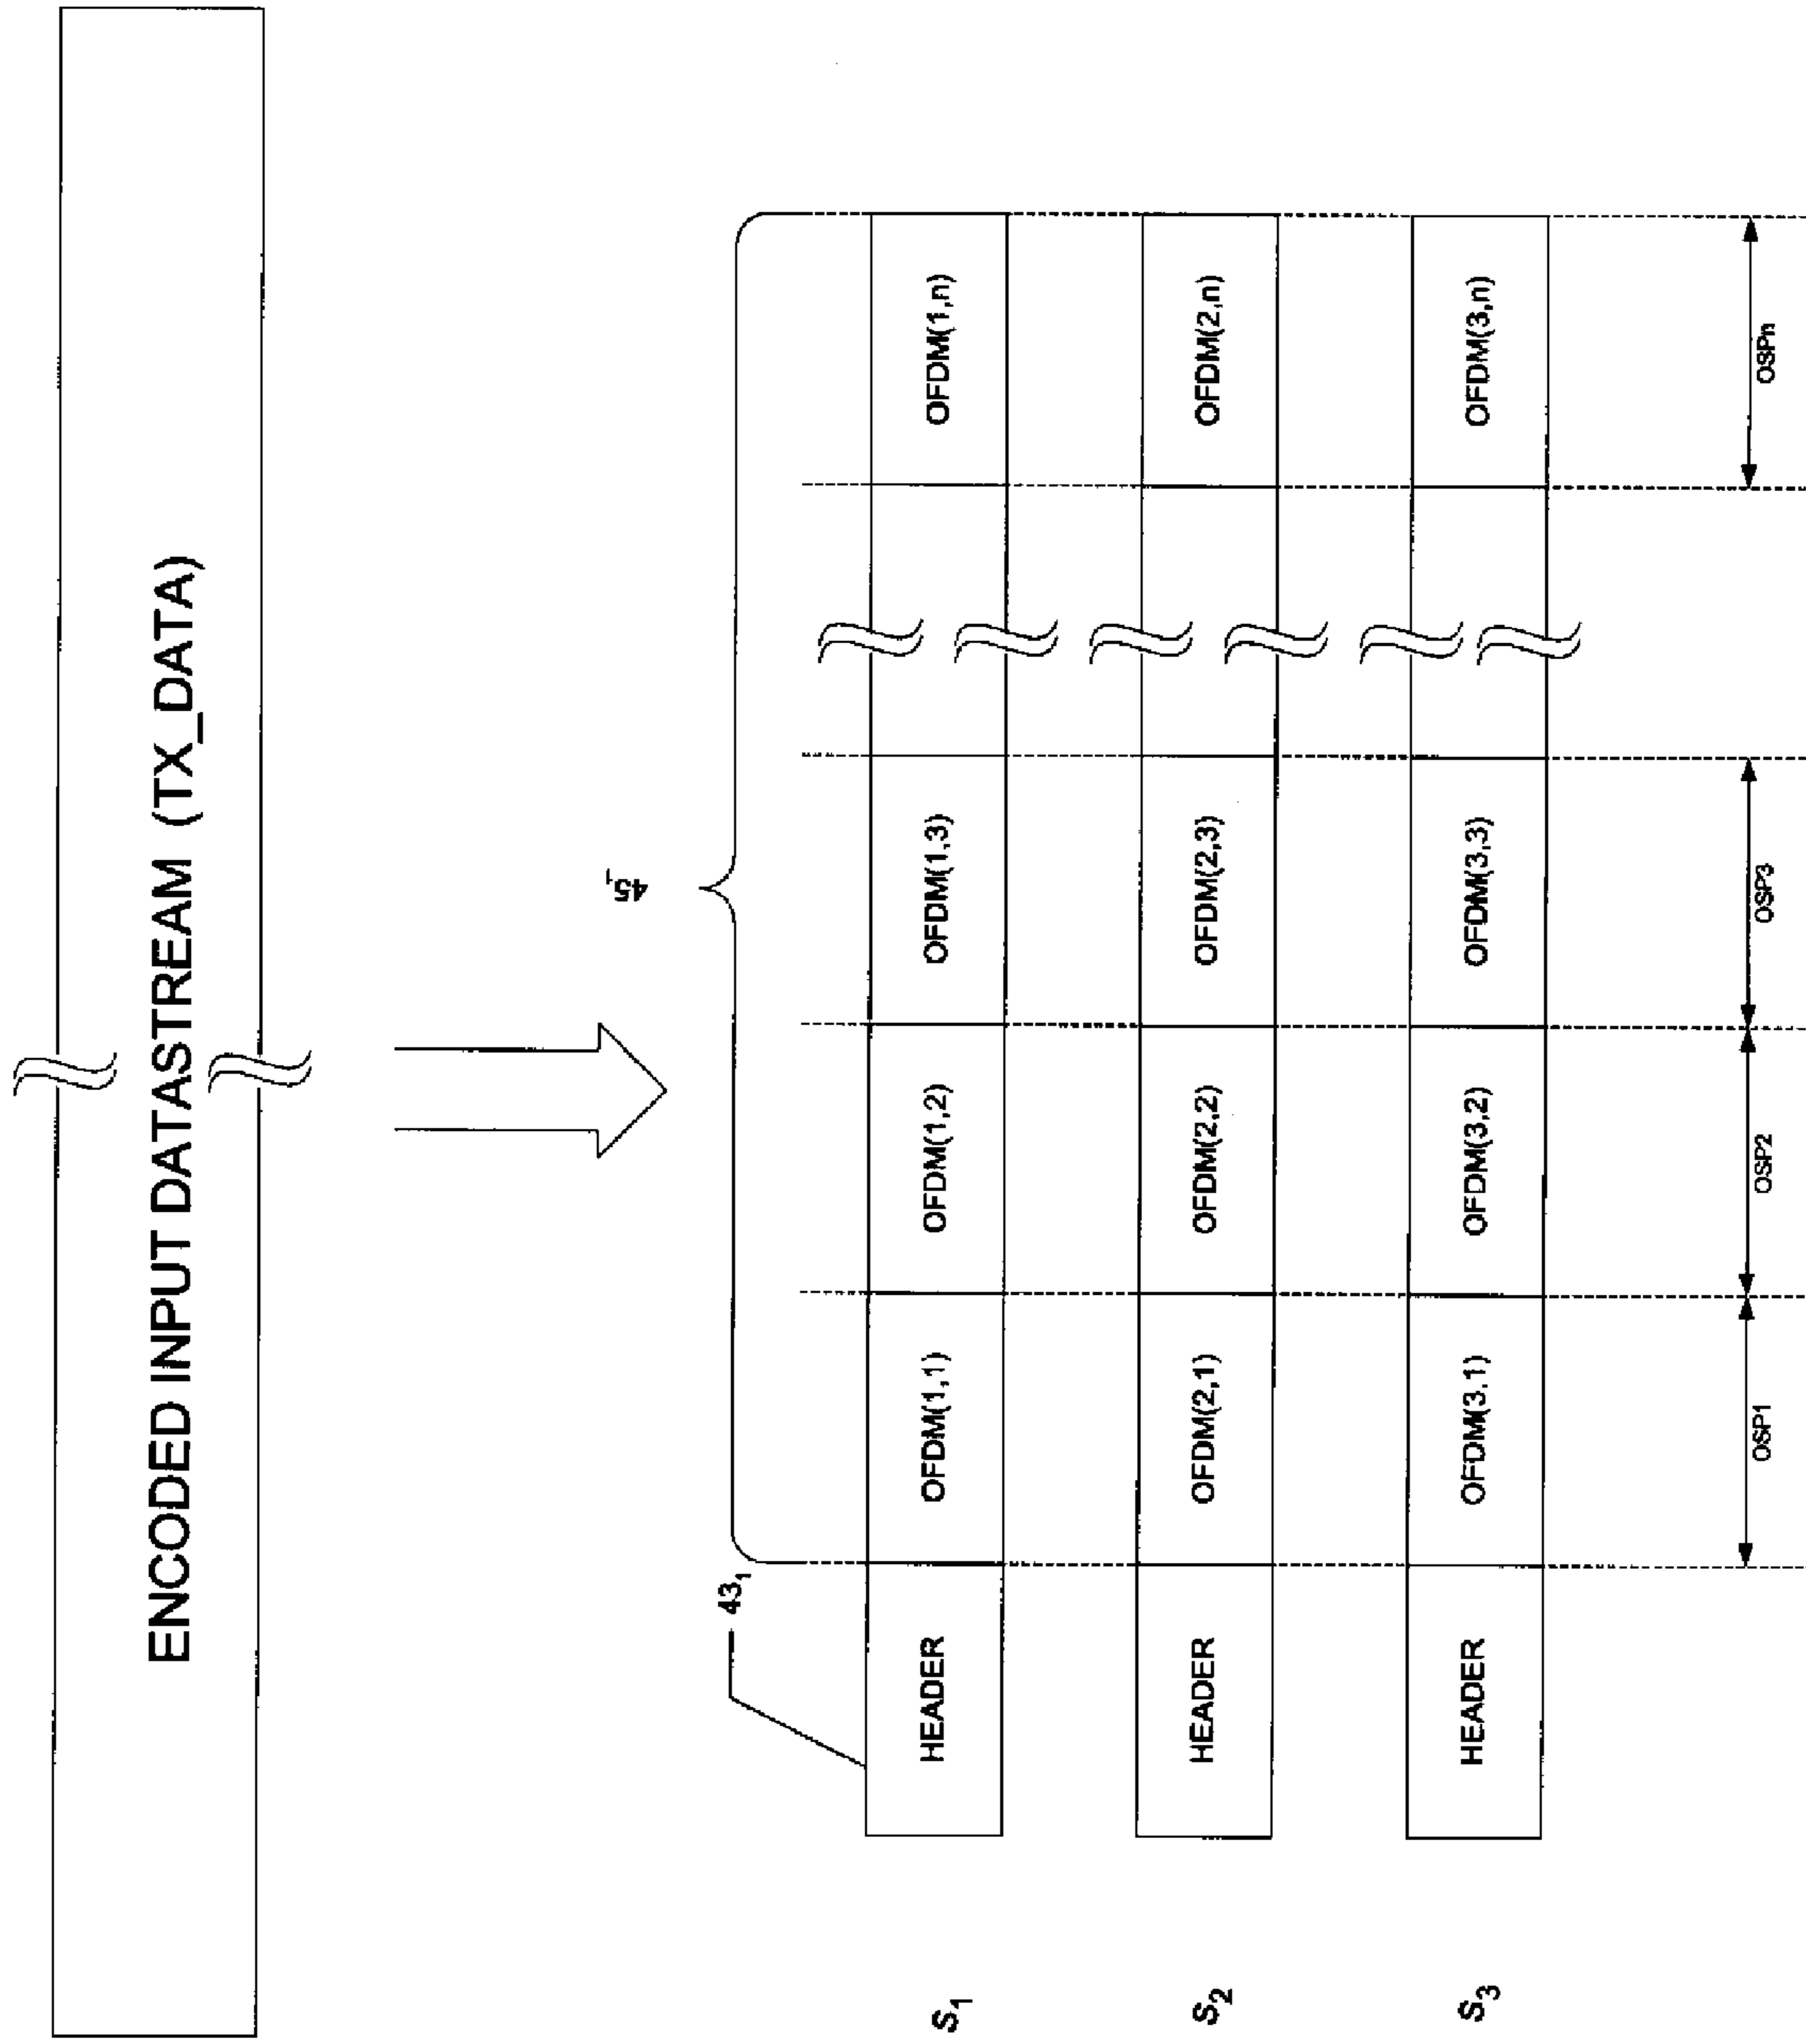 ENCODED INPUT DATASTREAM (TX_DATA)
45₁
43₁
S₁ HEADER OFDM(1,1) OFDM(1,2) OFDM(1,3) OFDM(1,n)
S₂ HEADER OFDM(2,1) OFDM(2,2) OFDM(2,3) OFDM(2,n)
S₃ HEADER OFDM(3,1) OFDM(3,2) OFDM(3,3) OFDM(3,n)
OSP1 OSP2 OSP3 OSPn